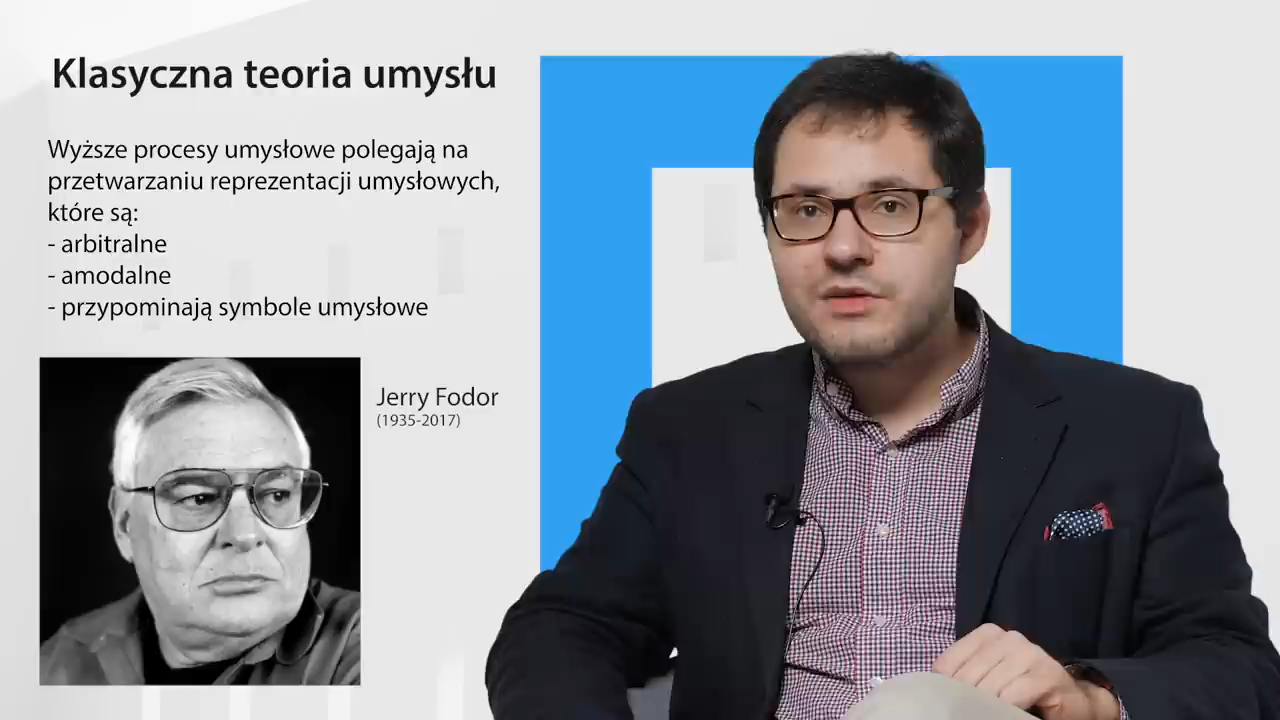 Klasyczna teoria umysłu
Wyższe procesy umysłowe polegają na
przetwarzaniu reprezentacji umysłowych,
które są:
- arbitralne
- amodalne
- przypominają symbole umysłowe
Jerry Fodor
(1935-2017)